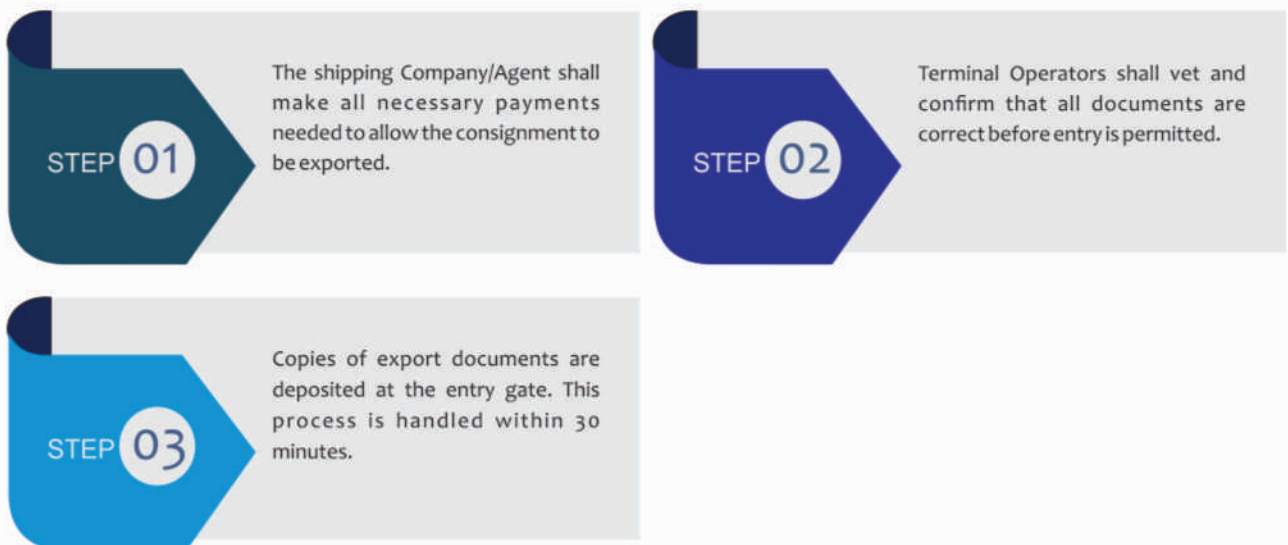 STEP 01
The shipping Company/Agent shall
make all necessary payments
needed to allow the consignment to
be exported.
STEP 02
Terminal Operators shall vet and
confirm that all documents are
correct before entry is permitted.
STEP 03
Copies of export documents are
deposited at the entry gate. This
process is handled within 30
minutes.